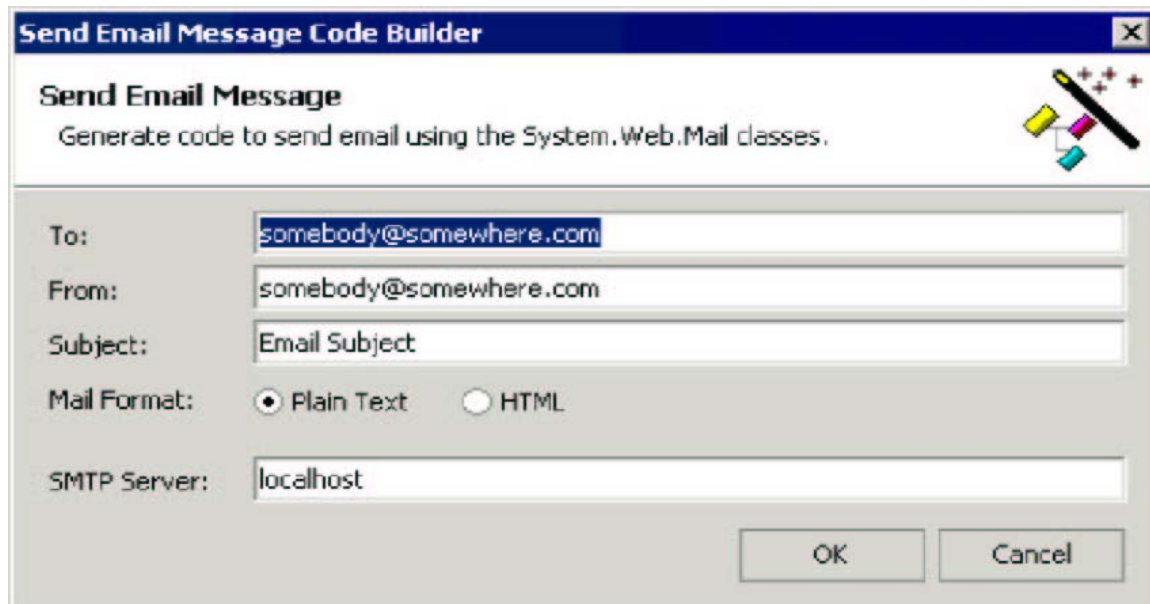 Send Email Message Code Builder
Send Email Message
Generate code to send email using the System.Web.Mail classes.
To: somebody@somewhere.com
From: somebody@somewhere.com
Subject: Email Subject
Mail Format: Plain Text HTML
SMTP Server: localhost
OK Cancel